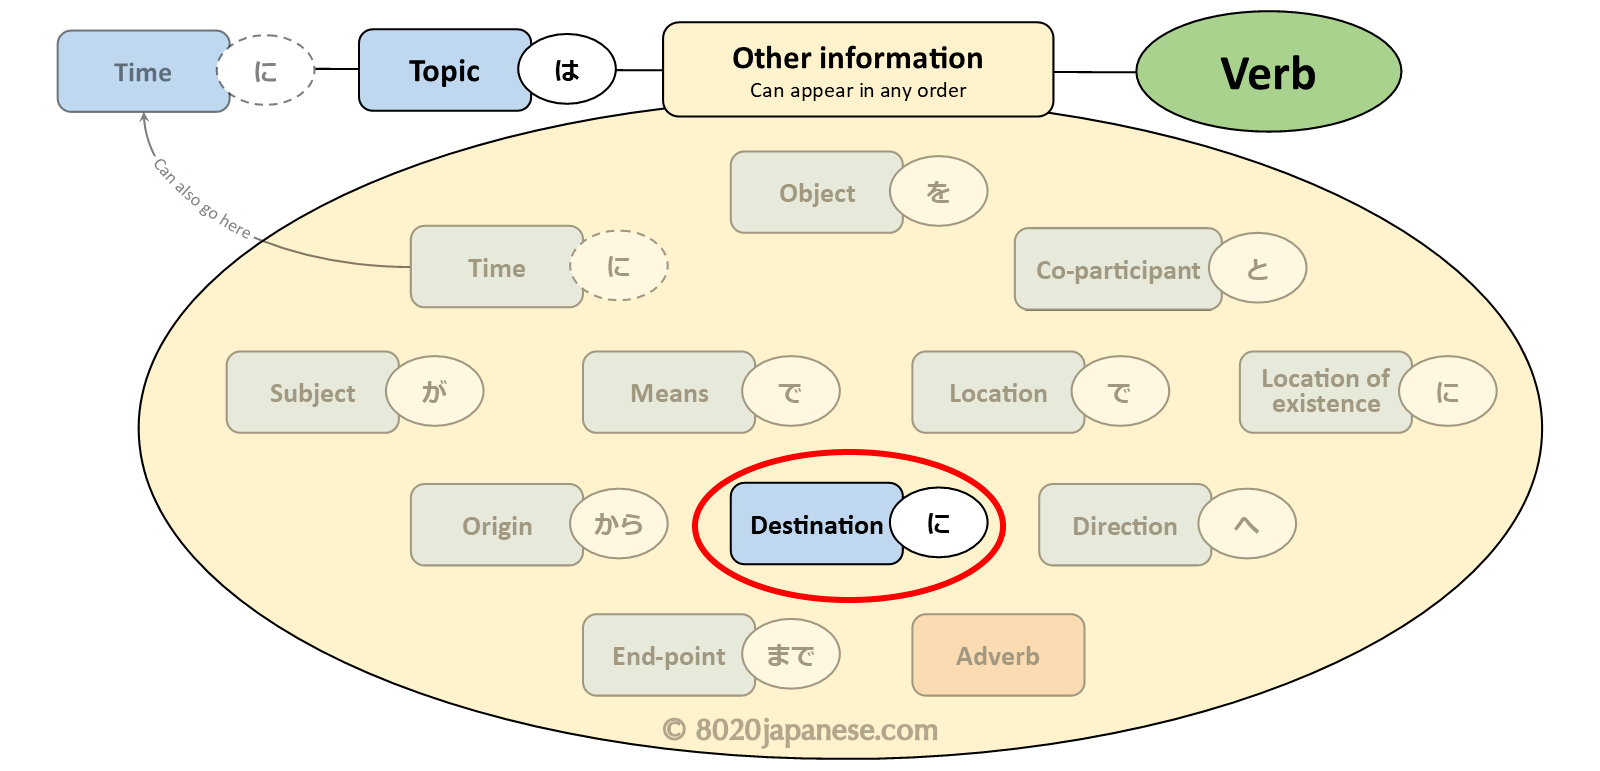 Time に
Topic は
Other information
Can appear in any order
Verb
Can also go here
Object を
Time に
Co-participant と
Subject が
Means で
Location で
Location of
existence に
Origin から
Destination に
Direction へ
End-point まで
Adverb
© 8020japanese.com